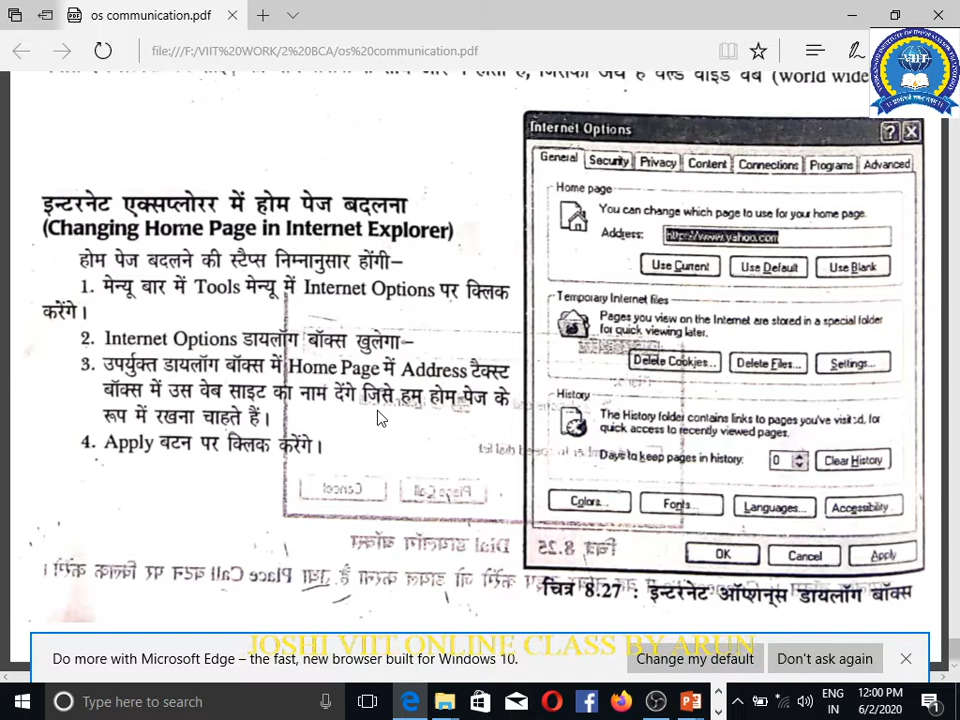 os communication.pdf
file:///F:/VIIT%20WORK/2%20BCA/os%20communication.pdf
VIIT
है वर्ल्ड वाइड वेब (world wide
इन्टरनेट एक्सप्लोरर में होम पेज बदलना
(Changing Home Page in Internet Explorer)
होम पेज बदलने की स्टैप्स निम्नानुसार होंगी–
1. मेन्यू बार में Tools मेन्यू में Internet Options पर क्लिक
करेंगे।
2. Internet Options डायलॉग बॉक्स खुलेगा–
3. उपर्युक्त डायलॉग बॉक्स में Home Page में Address टैक्स्ट
बॉक्स में उस वेब साइट का नाम देंगे जिसे हम होम पेज के
रूप में रखना चाहते हैं।
4. Apply बटन पर क्लिक करेंगे।
Internet Options
General Security Privacy Content Connections Programs Advanced
Home page
You can change which page to use for your home page.
Address: http://www.yahoo.com
Use Current Use Default Use Blank
Temporary Internet files
Pages you view on the Internet are stored in a special folder
for quick viewing later.
Delete Cookies... Delete Files... Settings...
History
The History folder contains links to pages you've visited, for
quick access to recently viewed pages.
Days to keep pages in history: 0 Clear History
Colors... Fonts... Languages... Accessibility
OK Cancel Apply
चित्र 8.27 : इन्टरनेट ऑप्शन्स डायलॉग बॉक्स
JOSHI VIIT ONLINE CLASS BY ARUN
Do more with Microsoft Edge – the fast, new browser built for Windows 10.
Change my default
Don't ask again
Type here to search
ENG
IN
12:00 PM
6/2/2020
1